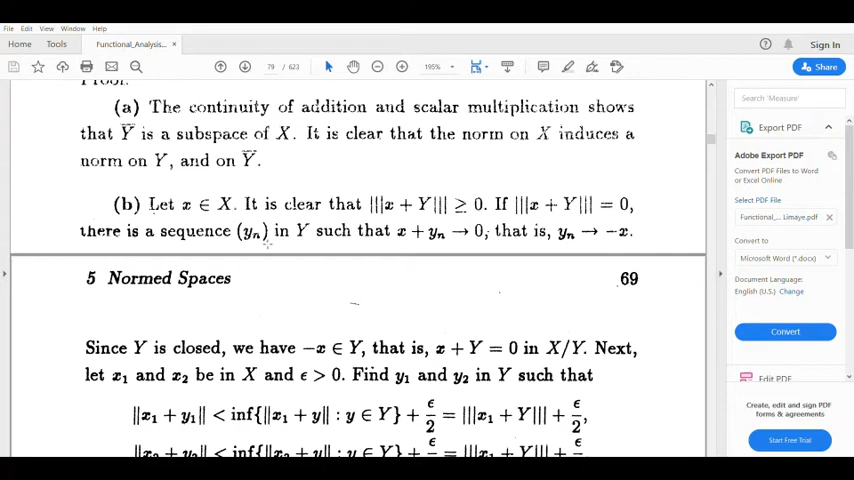 File Edit View Window Help
Home Tools Functional_Analysis... × Sign In
79 / 623 195% Share
Proof.
(a) The continuity of addition and scalar multiplication shows
that Y̅ is a subspace of X. It is clear that the norm on X induces a
norm on Y, and on Y̅.
(b) Let x ∈ X. It is clear that |||x + Y||| ≥ 0. If |||x + Y||| = 0,
there is a sequence (yₙ) in Y such that x + yₙ → 0, that is, yₙ → −x.
5 Normed Spaces 69
Since Y is closed, we have −x ∈ Y, that is, x + Y = 0 in X/Y. Next,
let x₁ and x₂ be in X and ϵ > 0. Find y₁ and y₂ in Y such that
‖x₁ + y₁‖ < inf{‖x₁ + y‖ : y ∈ Y} + ϵ/2 = |||x₁ + Y||| + ϵ/2,
‖x₂ + y₂‖ < inf{‖x₂ + y‖ : y ∈ Y} + ϵ/2 = |||x₁ + Y||| + ϵ
Search 'Measure'
Export PDF
Adobe Export PDF
Convert PDF Files to Word
or Excel Online
Select PDF File
Functional_... Limaye.pdf ×
Convert to
Microsoft Word (*.docx)
Document Language:
English (U.S.) Change
Convert
Edit PDF
Create, edit and sign PDF
forms & agreements
Start Free Trial